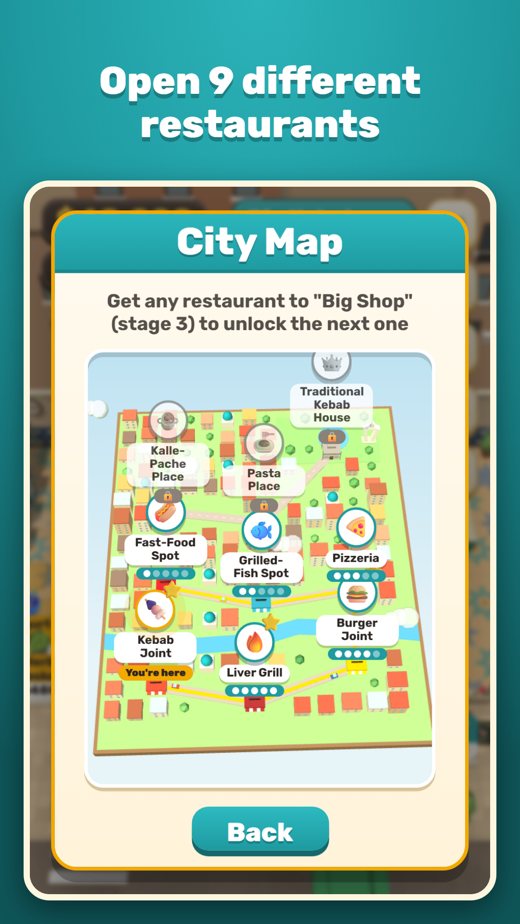 Open 9 different
restaurants
City Map
Get any restaurant to "Big Shop"
(stage 3) to unlock the next one
Traditional
Kebab
House
Kalle-
Pache
Place
Pasta
Place
Fast-Food
Spot
Grilled-
Fish Spot
Pizzeria
Kebab
Joint
You're here
Liver Grill
Burger
Joint
Back